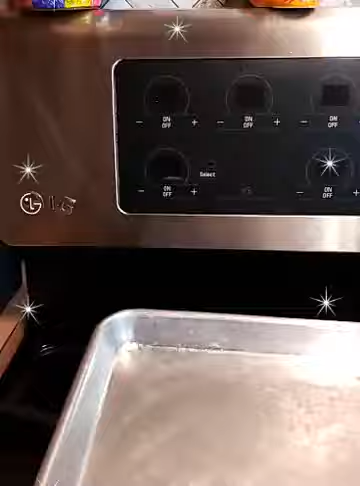 − ON OFF +
− ON OFF +
− ON OFF
− ON OFF + Select
− ON OFF +
LG